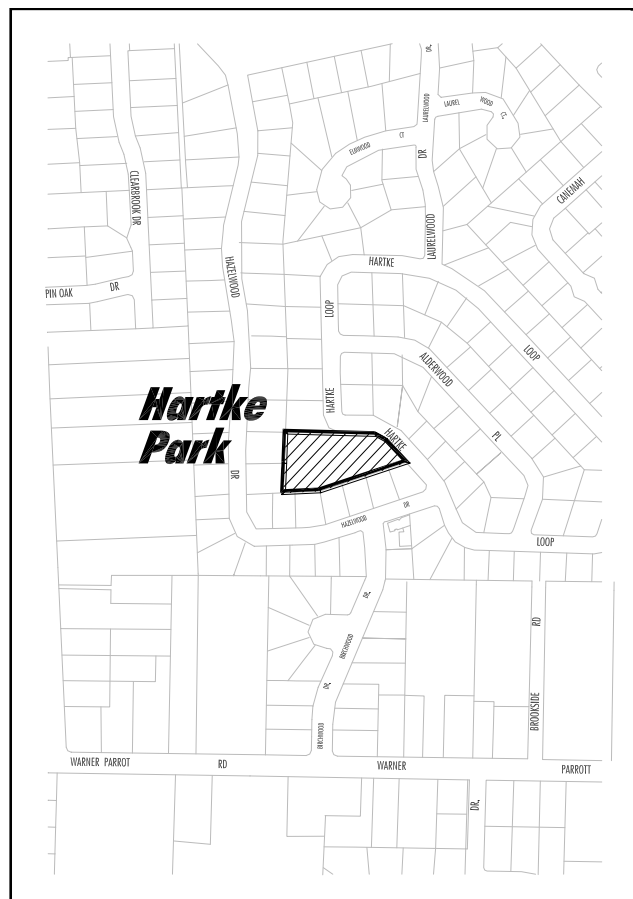 DR.
LAUREL
WOOD
CT.
LAURELWOOD
ELMWOOD
CT
DR
CLEARBROOK DR
CANEMAH
LAURELWOOD
HAZELWOOD
HARTKE
PIN OAK
DR
LOOP
LOOP
ALDERWOOD
Hartke
Park
HARTKE
HARTKE
PL
DR
HAZELWOOD
DR
LOOP
DR.
RD
BIRCHWOOD
DR.
BROOKSIDE
BIRCHWOOD
WARNER PARROT
RD
WARNER
PARROTT
DR.